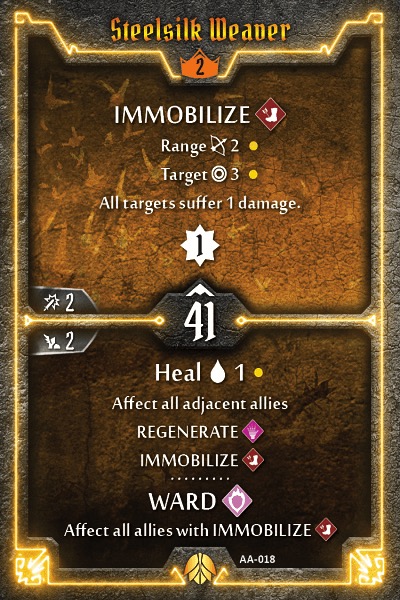 Steelsilk Weaver
2
IMMOBILIZE
Range 2
Target 3
All targets suffer 1 damage.
1
2
41
2
Heal 1
Affect all adjacent allies
REGENERATE
IMMOBILIZE
WARD
Affect all allies with IMMOBILIZE
AA-018